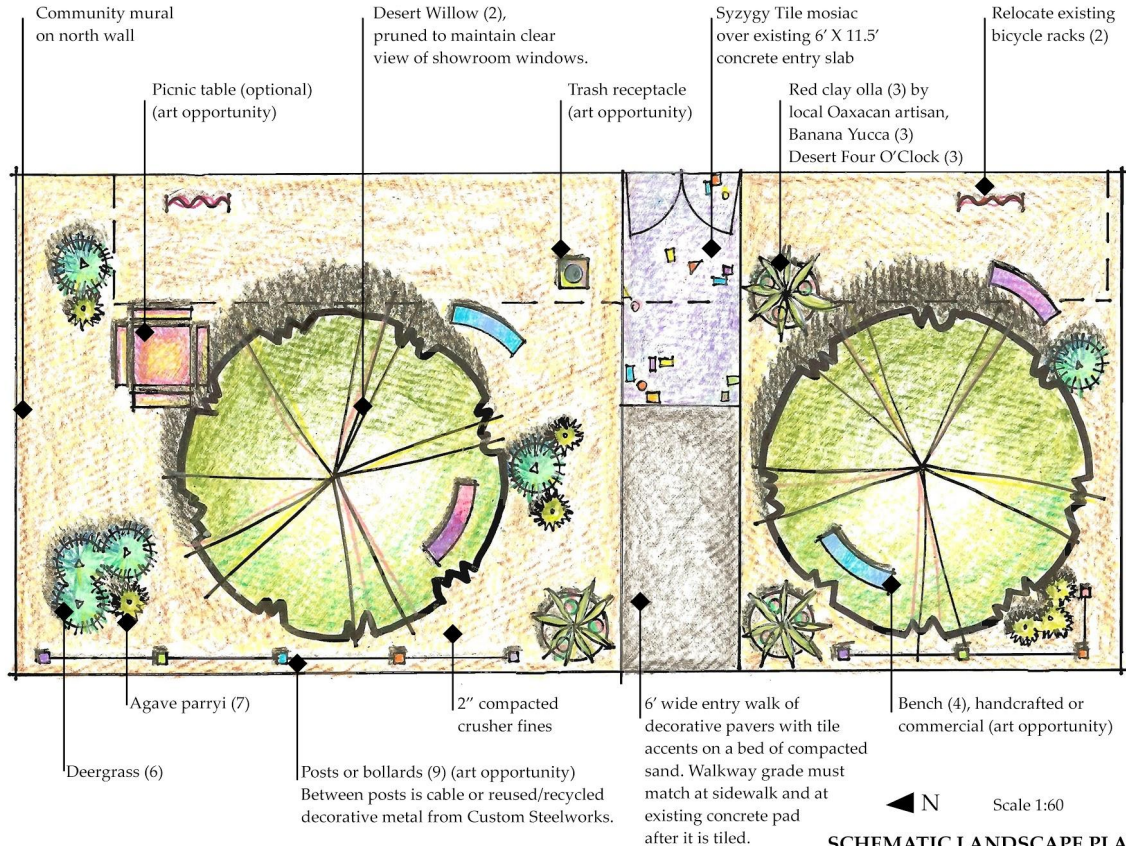 Community mural
on north wall
Desert Willow (2),
pruned to maintain clear
view of showroom windows.
Syzygy Tile mosiac
over existing 6' X 11.5'
concrete entry slab
Relocate existing
bicycle racks (2)
Picnic table (optional)
(art opportunity)
Trash receptacle
(art opportunity)
Red clay olla (3) by
local Oaxacan artisan,
Banana Yucca (3)
Desert Four O'Clock (3)
Agave parryi (7)
2" compacted
crusher fines
6' wide entry walk of
decorative pavers with tile
accents on a bed of compacted
sand. Walkway grade must
match at sidewalk and at
existing concrete pad
after it is tiled.
Bench (4), handcrafted or
commercial (art opportunity)
Deergrass (6)
Posts or bollards (9) (art opportunity)
Between posts is cable or reused/recycled
decorative metal from Custom Steelworks.
N
Scale 1:60
SCHEMATIC LANDSCAPE PLA